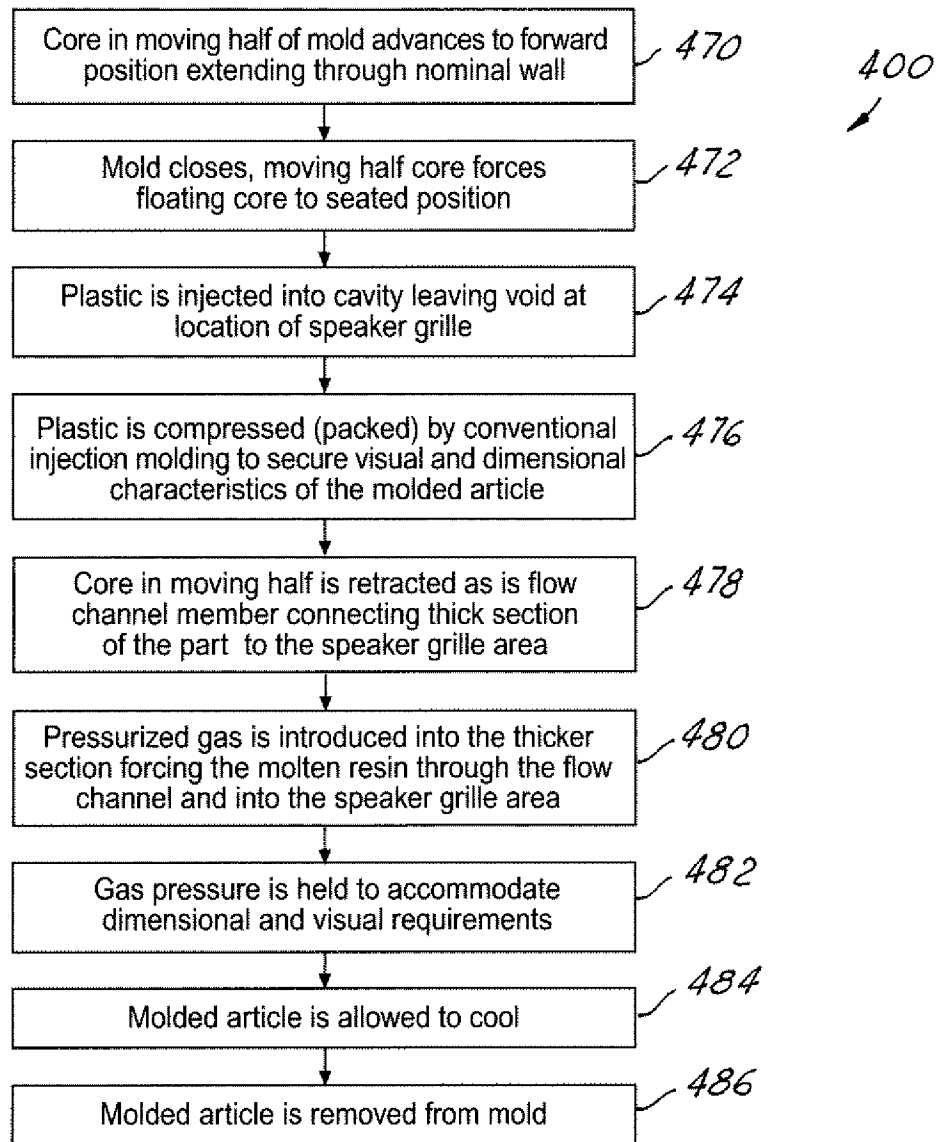 Core in moving half of mold advances to forward
position extending through nominal wall
470
400
Mold closes, moving half core forces
floating core to seated position
472
Plastic is injected into cavity leaving void at
location of speaker grille
474
Plastic is compressed (packed) by conventional
injection molding to secure visual and dimensional
characteristics of the molded article
476
Core in moving half is retracted as is flow
channel member connecting thick section
of the part to the speaker grille area
478
Pressurized gas is introduced into the thicker
section forcing the molten resin through the flow
channel and into the speaker grille area
480
Gas pressure is held to accommodate
dimensional and visual requirements
482
Molded article is allowed to cool
484
Molded article is removed from mold
486